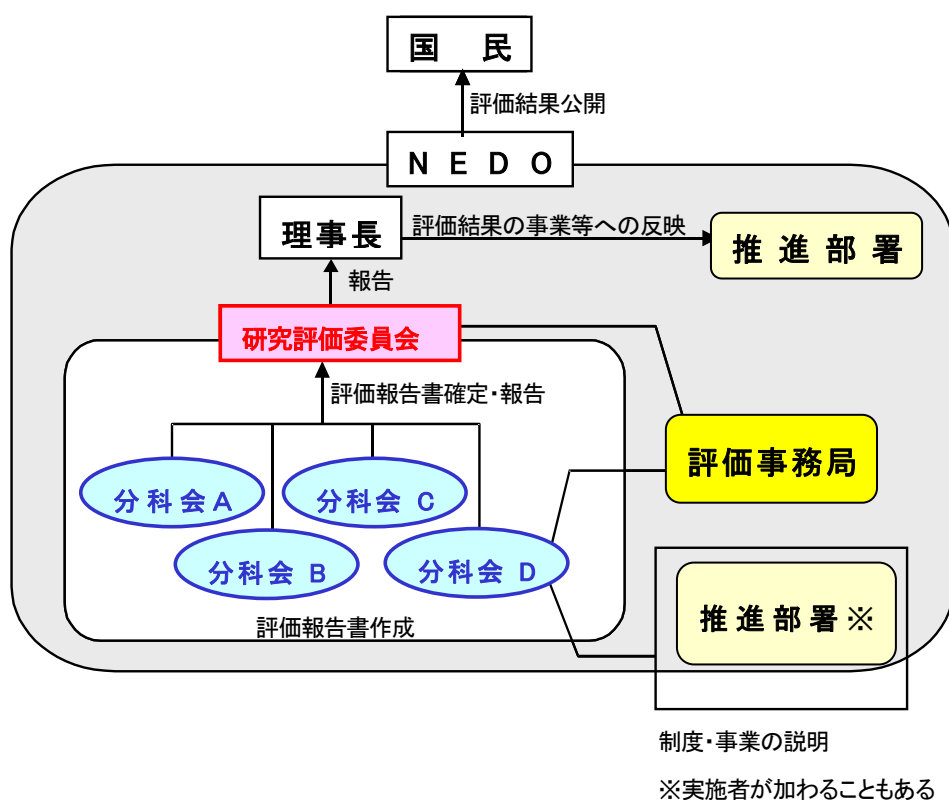 国　民
評価結果公開
ＮＥＤＯ
理事長
評価結果の事業等への反映
推進部署
報告
研究評価委員会
評価報告書確定・報告
評価事務局
分科会A
分科会 C
分科会 B
分科会 D
推進部署※
評価報告書作成
制度・事業の説明
※実施者が加わることもある